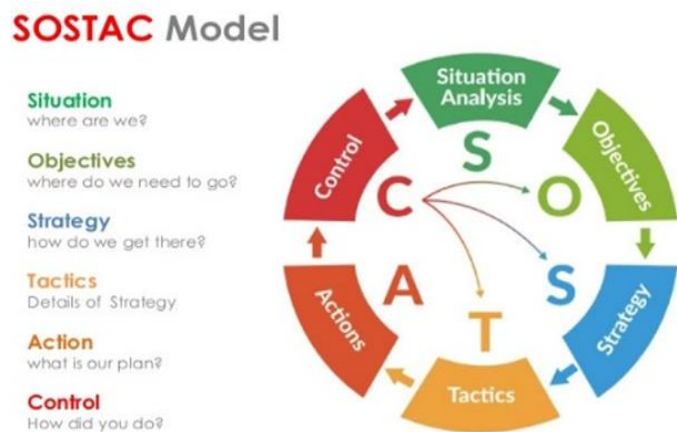 SOSTAC Model
Situation
where are we?
Objectives
where do we need to go?
Strategy
how do we get there?
Tactics
Details of Strategy
Action
what is our plan?
Control
How did you do?
Situation
Analysis
Objectives
Strategy
Tactics
Actions
Control
S
O
S
T
A
C